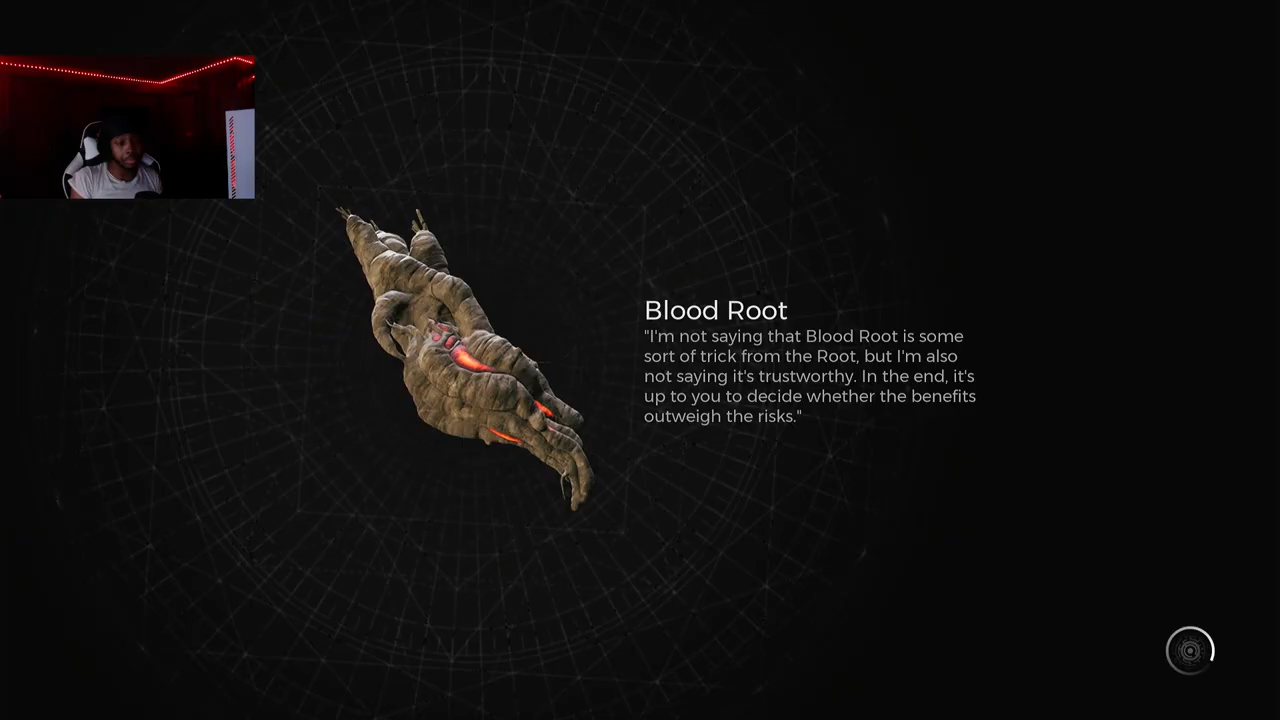 Blood Root
"I'm not saying that Blood Root is some
sort of trick from the Root, but I'm also
not saying it's trustworthy. In the end, it's
up to you to decide whether the benefits
outweigh the risks."